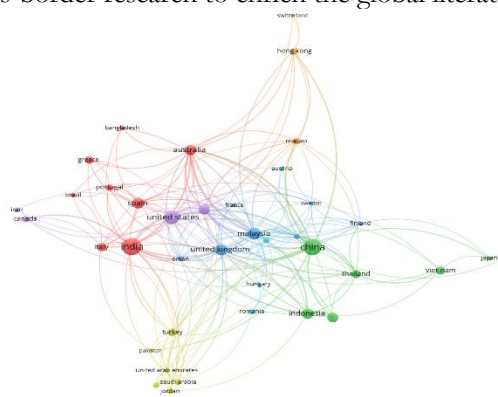 s-border research to enrich the global literat
switzerland
hong kong
bangladesh
australia
macao
greece
austria
portugal
brazil
spain
iran
canada
united states
france
sweden
finland
malaysia
italy
india
united kingdom
china
oman
japan
thailand
vietnam
hungary
romania
indonesia
turkey
pakistan
united arab emirates
saudi arabia
jordan